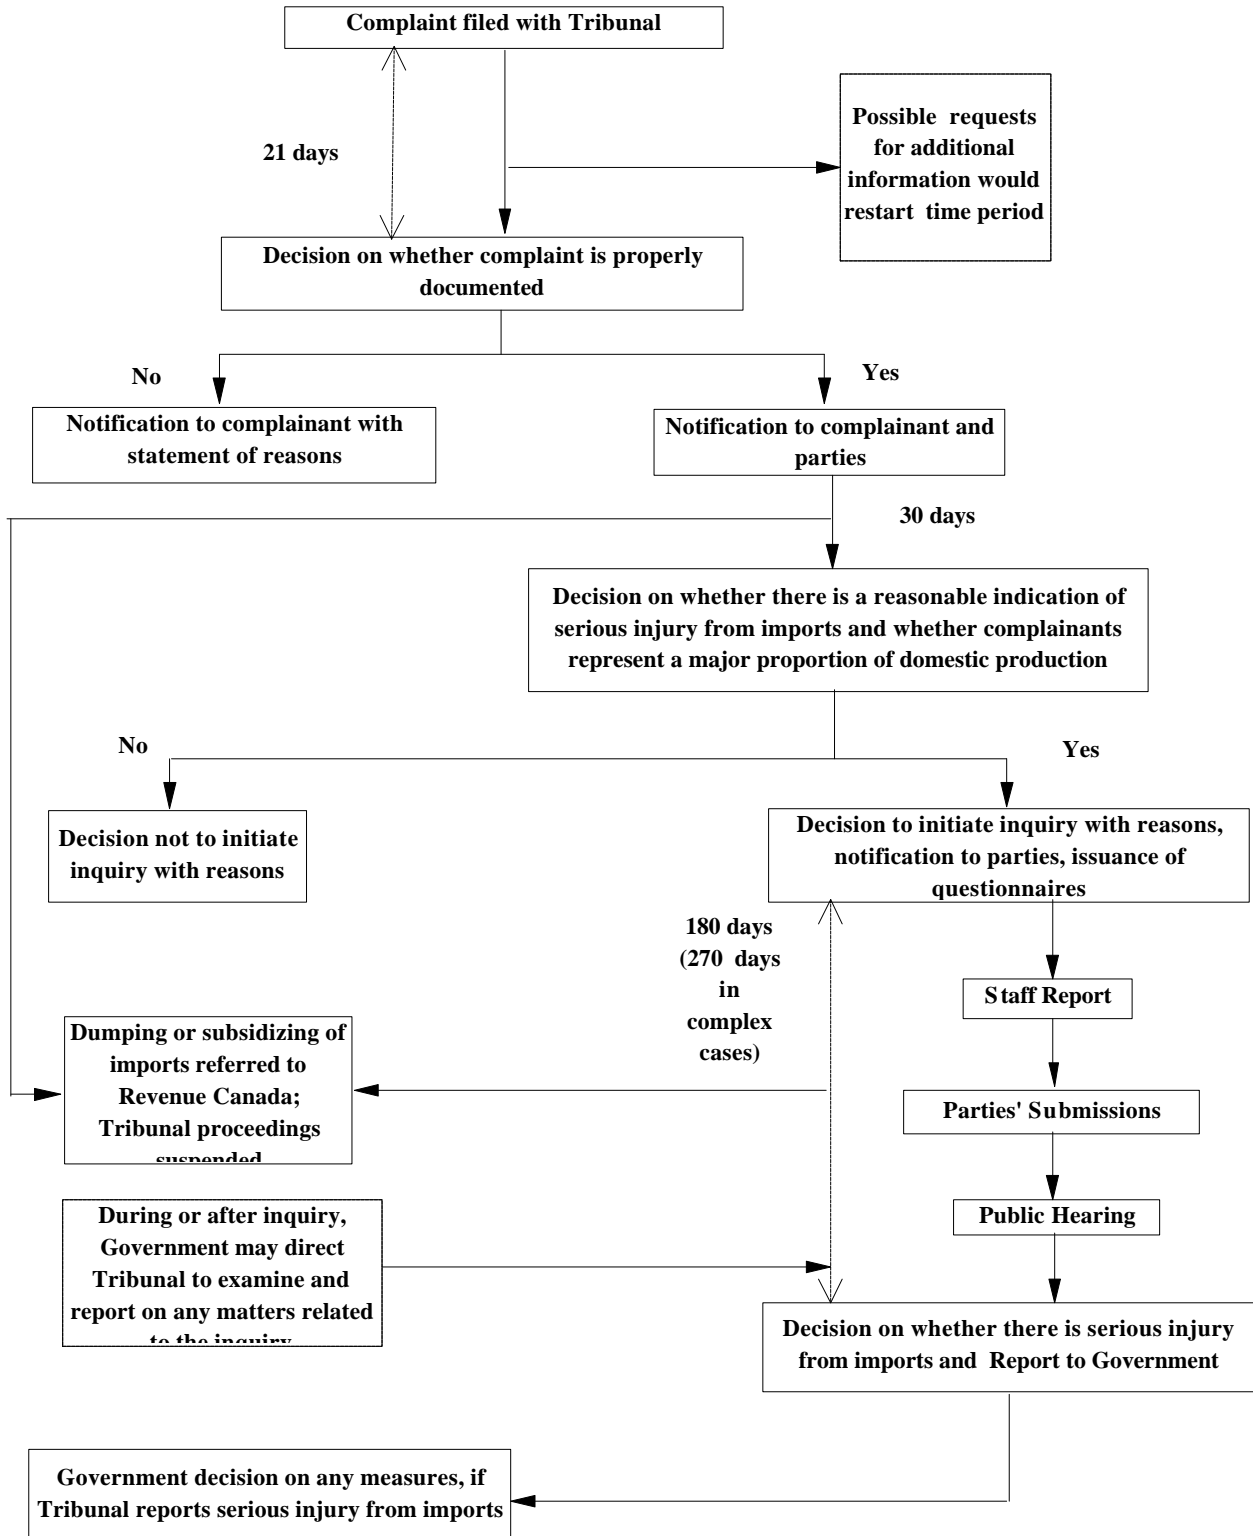 Complaint filed with Tribunal
Possible requests
for additional
information would
restart time period
21 days
Decision on whether complaint is properly
documented
No
Yes
Notification to complainant with
statement of reasons
Notification to complainant and
parties
30 days
Decision on whether there is a reasonable indication of
serious injury from imports and whether complainants
represent a major proportion of domestic production
No
Yes
Decision not to initiate
inquiry with reasons
Decision to initiate inquiry with reasons,
notification to parties, issuance of
questionnaires
180 days
(270 days
in
complex
cases)
Staff Report
Dumping or subsidizing of
imports referred to
Revenue Canada;
Tribunal proceedings
suspended
Parties' Submissions
Public Hearing
During or after inquiry,
Government may direct
Tribunal to examine and
report on any matters related
to the inquiry
Decision on whether there is serious injury
from imports and Report to Government
Government decision on any measures, if
Tribunal reports serious injury from imports